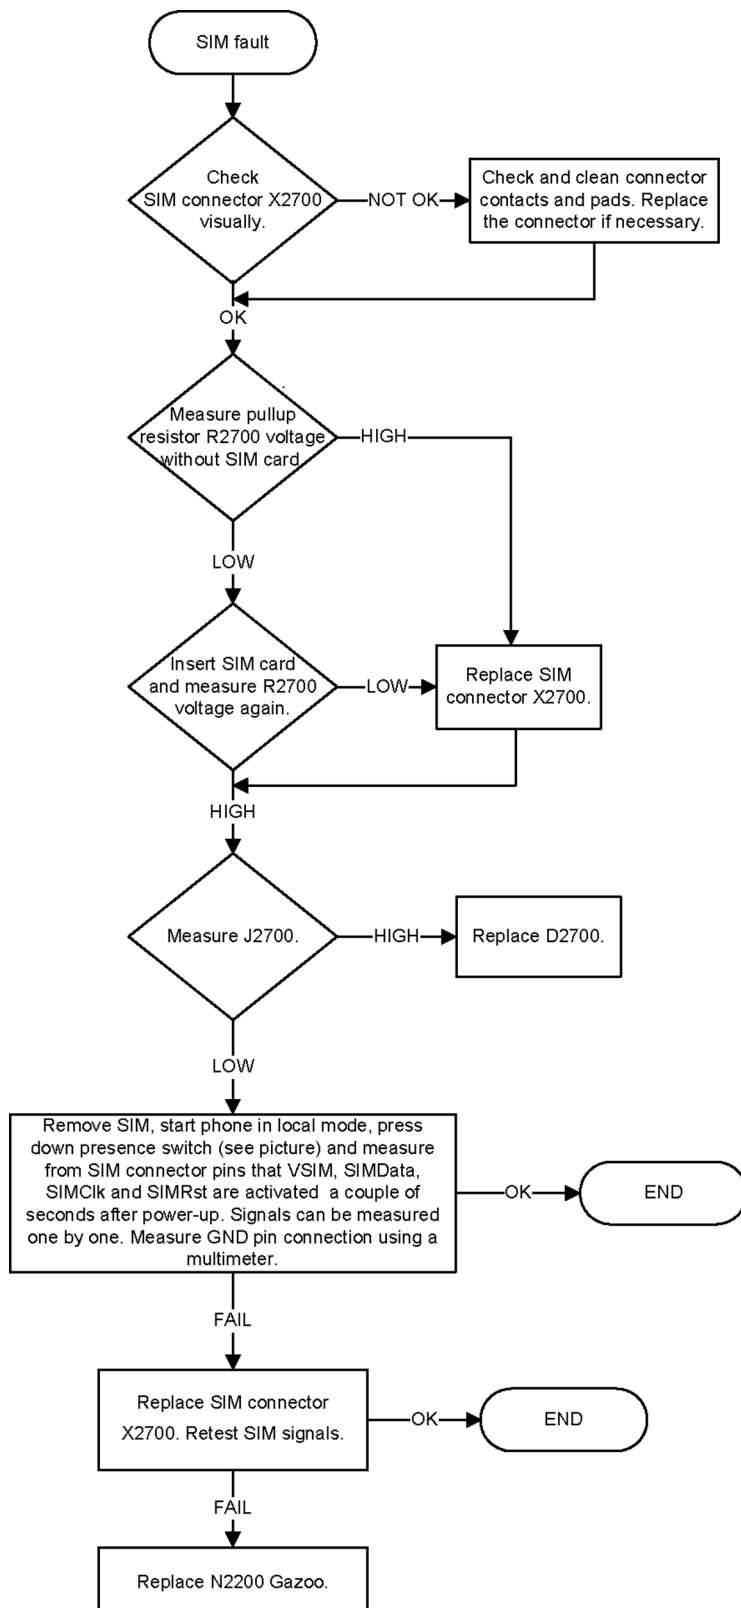 SIM fault
Check
SIM connector X2700
visually.
NOT OK
Check and clean connector
contacts and pads. Replace
the connector if necessary.
OK
Measure pullup
resistor R2700 voltage
without SIM card.
HIGH
LOW
Insert SIM card
and measure R2700
voltage again.
LOW
Replace SIM
connector X2700.
HIGH
Measure J2700.
HIGH
Replace D2700.
LOW
Remove SIM, start phone in local mode, press
down presence switch (see picture) and measure
from SIM connector pins that VSIM, SIMData,
SIMClk and SIMRst are activated a couple of
seconds after power-up. Signals can be measured
one by one. Measure GND pin connection using a
multimeter.
OK
END
FAIL
Replace SIM connector
X2700. Retest SIM signals.
OK
END
FAIL
Replace N2200 Gazoo.